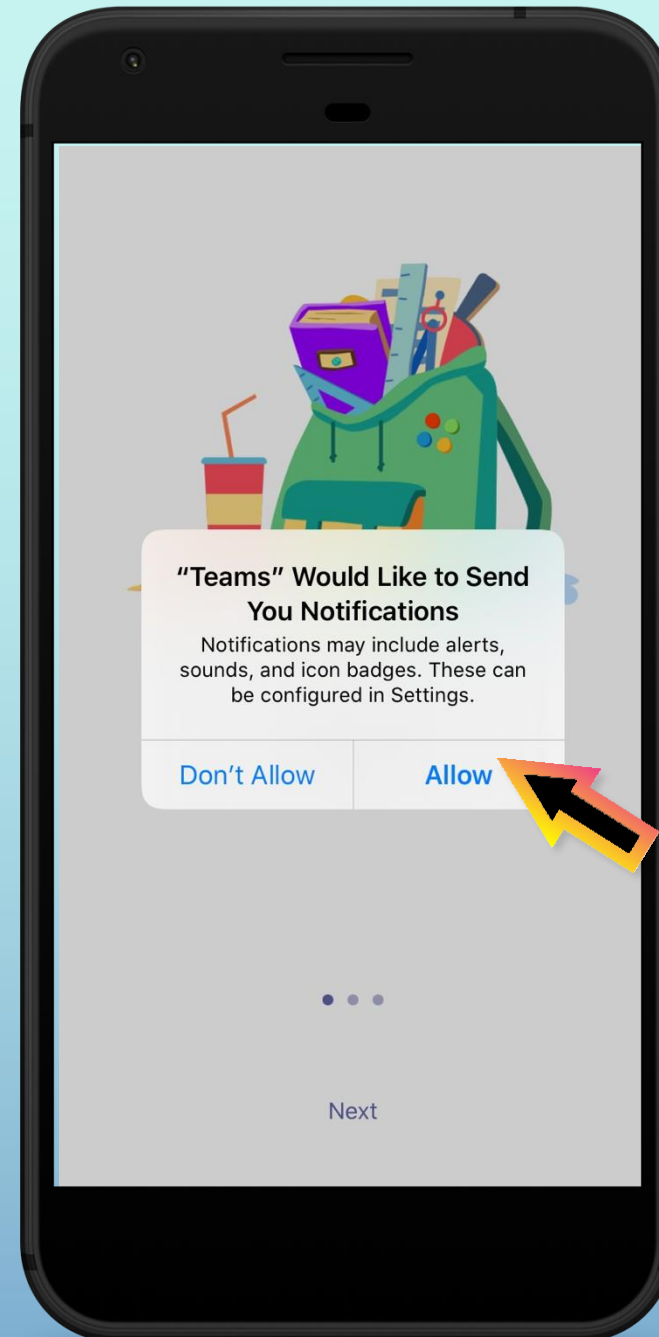 “Teams” Would Like to Send
You Notifications
Notifications may include alerts,
sounds, and icon badges. These can
be configured in Settings.
Don’t Allow
Allow
Next